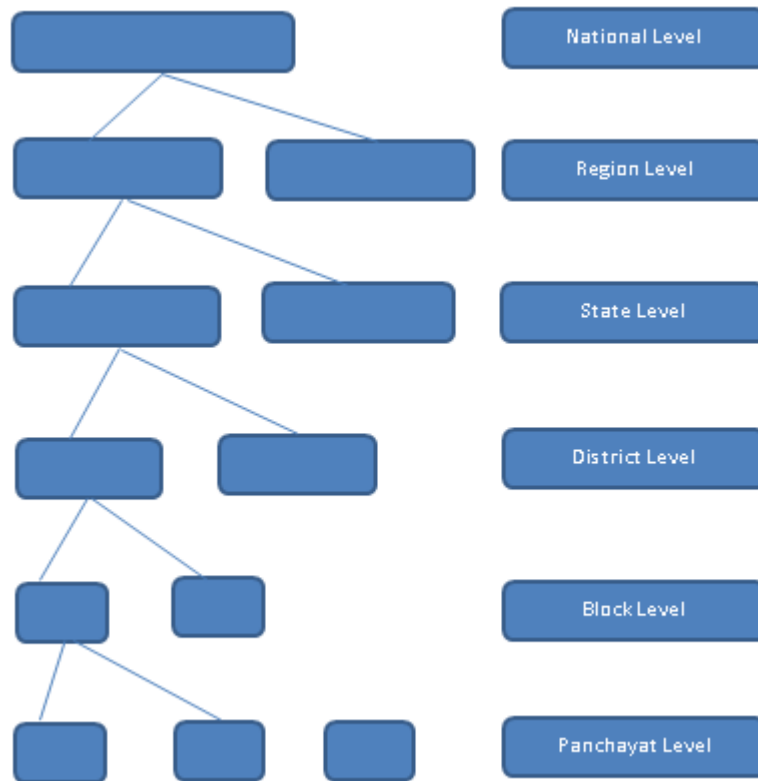 National Level
Region Level
State Level
District Level
Block Level
Panchayat Level